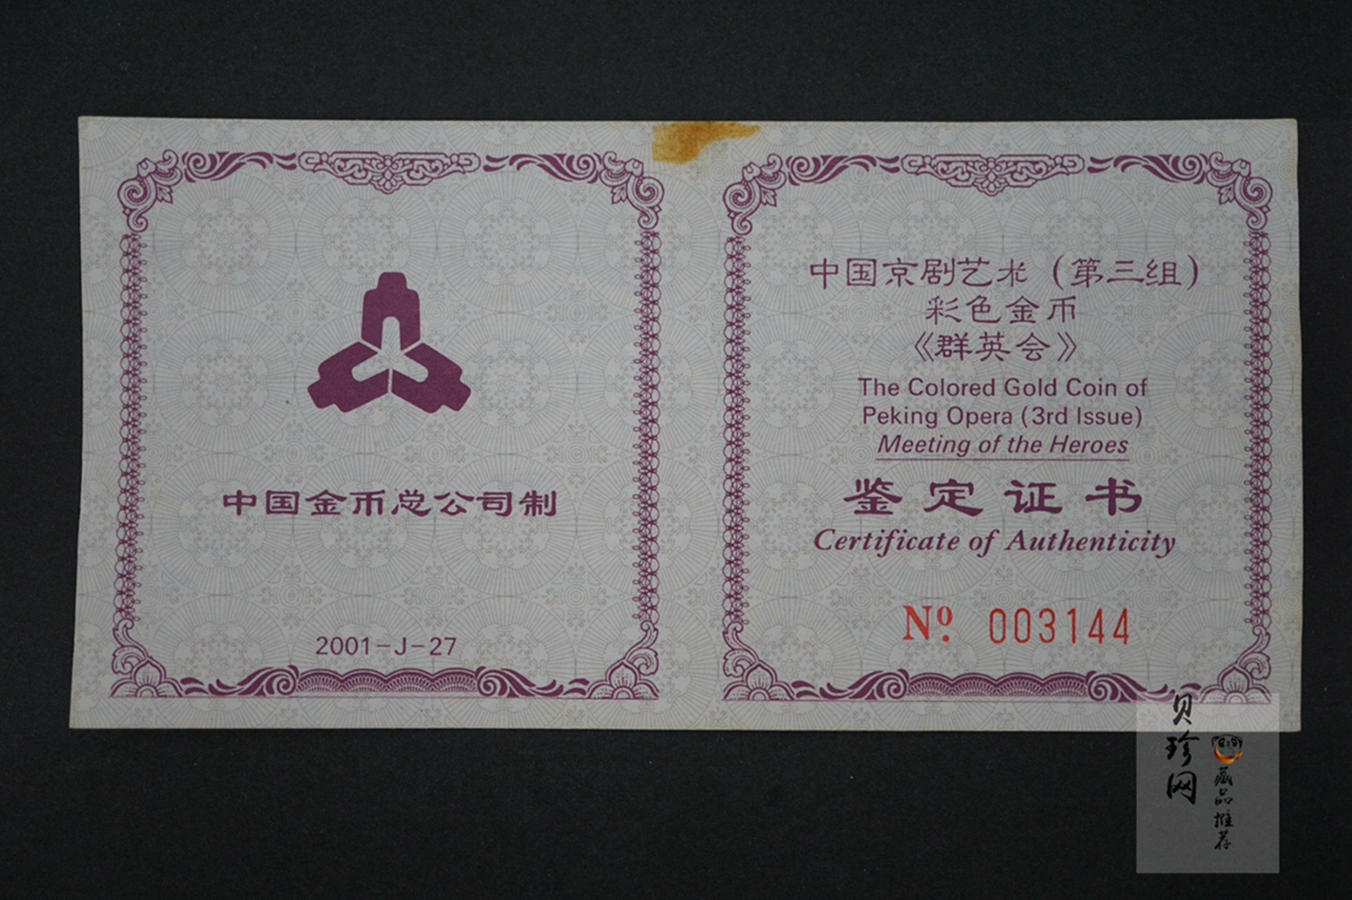 中国金币总公司制
2001-J-27
中国京剧艺术（第三组）
彩色金币
《群英会》
The Colored Gold Coin of
Peking Opera (3rd Issue)
Meeting of the Heroes
鉴定证书
Certificate of Authenticity
Nº. 003144
贝珍网
藏品推荐